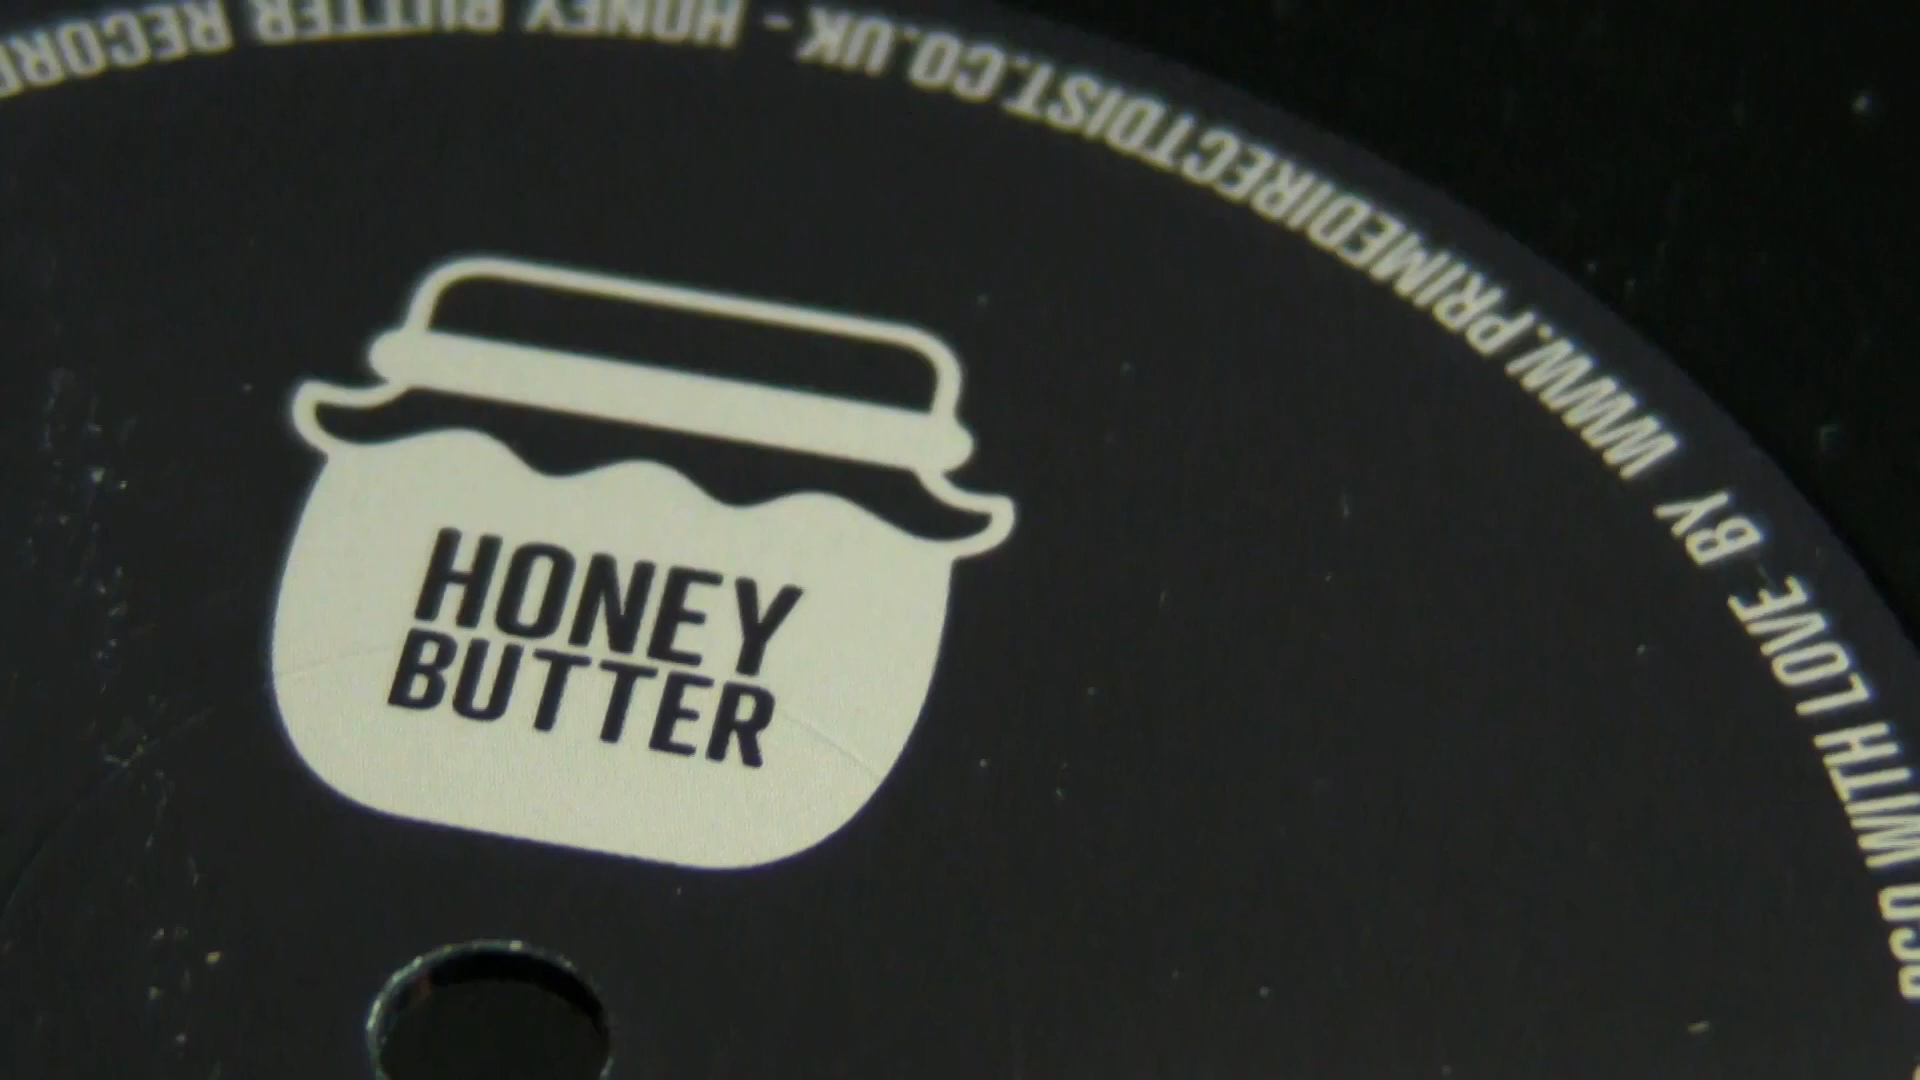 HONEY
BUTTER
WITH LOVE BY WWW.PRIMEDIRECTDIST.CO.UK - HONEY BUTTER RECOR